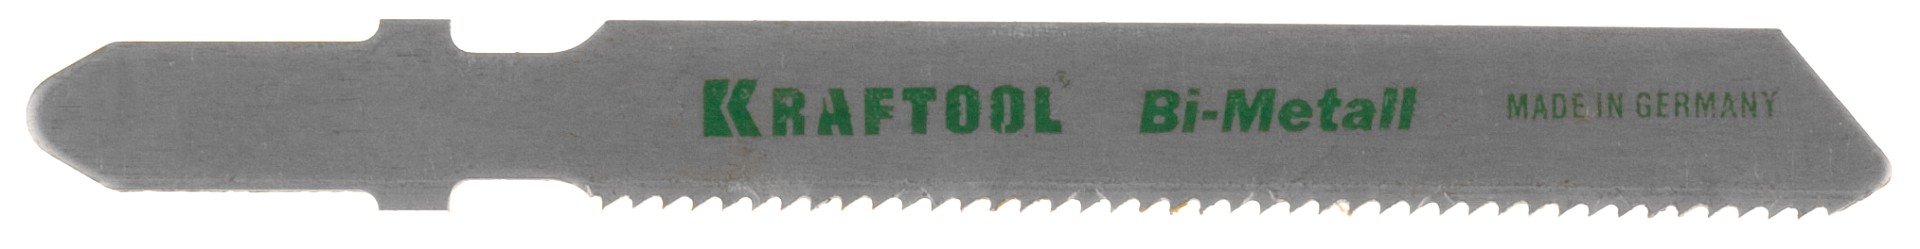 KRAFTOOL® Bi-Metall MADE IN GERMANY